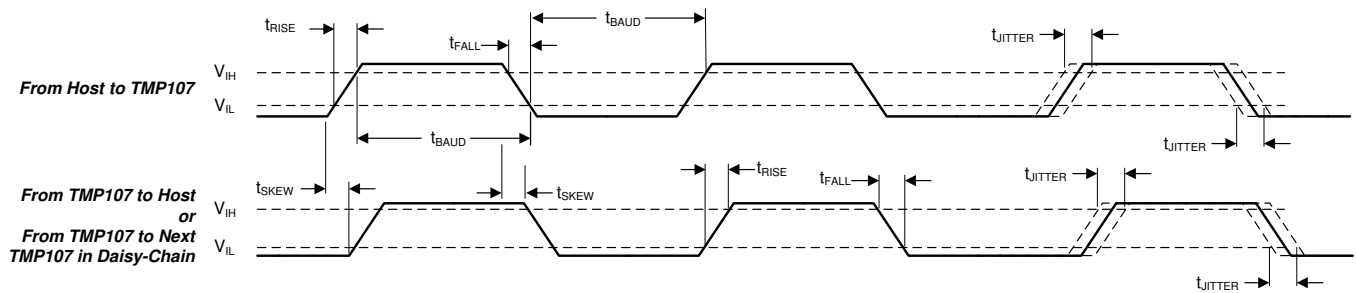 tRISE
tFALL
tBAUD
tJITTER
From Host to TMP107
VIH
VIL
tBAUD
tJITTER
tSKEW
tSKEW
tRISE
tFALL
tJITTER
From TMP107 to Host
or
From TMP107 to Next
TMP107 in Daisy-Chain
VIH
VIL
tJITTER